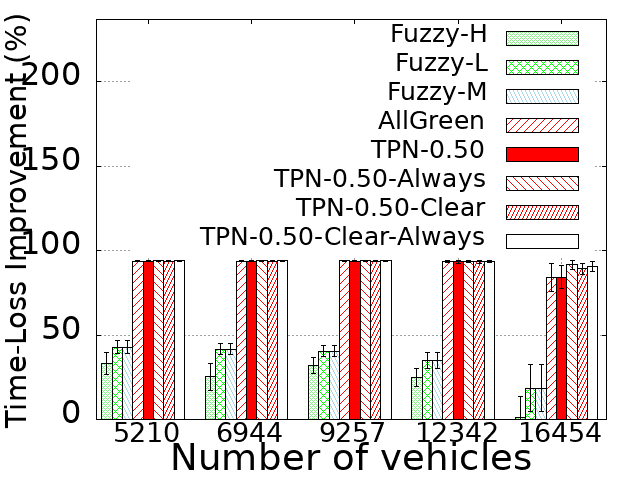 Time-Loss Improvement (%)
200
150
100
50
0
Fuzzy-H
Fuzzy-L
Fuzzy-M
AllGreen
TPN-0.50
TPN-0.50-Always
TPN-0.50-Clear
TPN-0.50-Clear-Always
5210 6944 9257 12342 16454
Number of vehicles